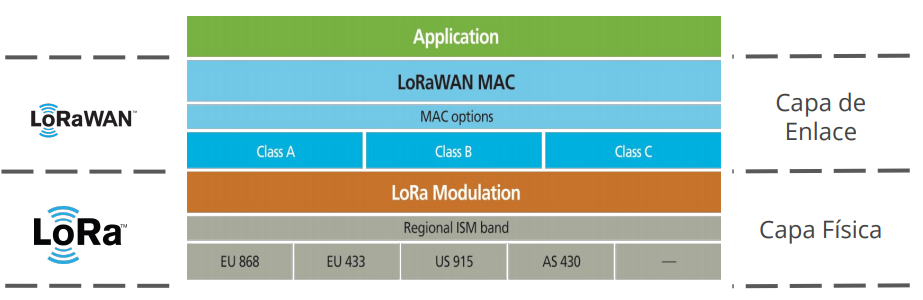 Application
LoRaWAN MAC
MAC options
Class A Class B Class C
LoRaWAN™
Capa de
Enlace
LoRa Modulation
Regional ISM band
EU 868 EU 433 US 915 AS 430 —
LoRa™
Capa Física